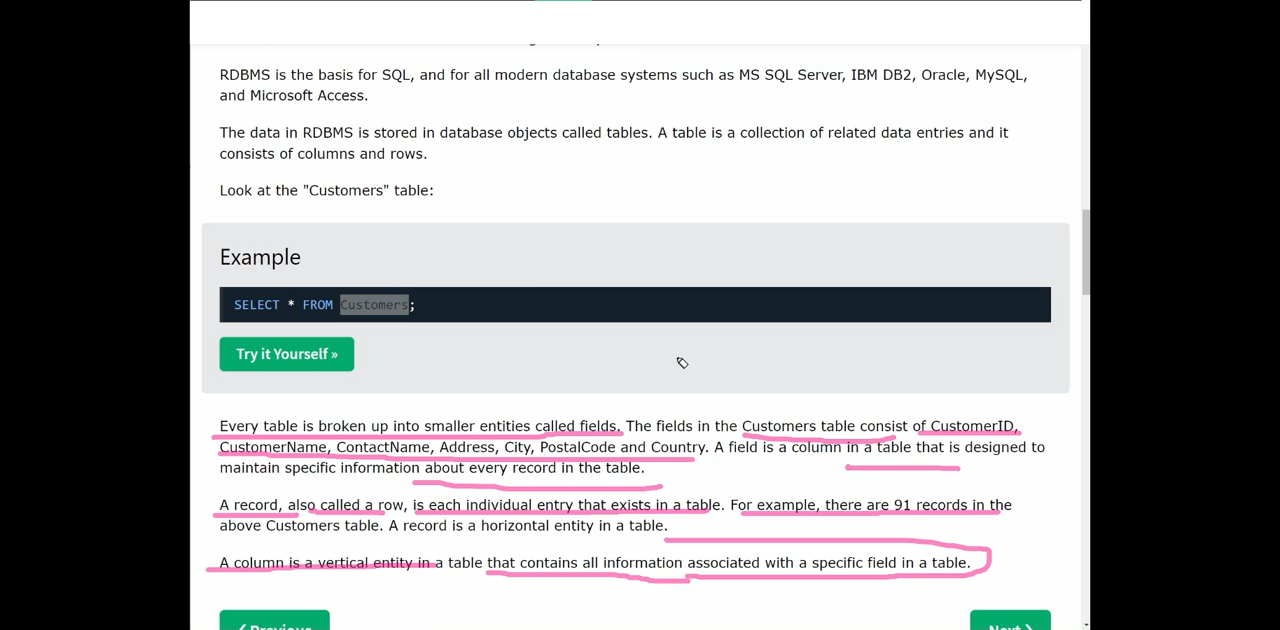 RDBMS is the basis for SQL, and for all modern database systems such as MS SQL Server, IBM DB2, Oracle, MySQL,
and Microsoft Access.
The data in RDBMS is stored in database objects called tables. A table is a collection of related data entries and it
consists of columns and rows.
Look at the "Customers" table:
Example
SELECT * FROM Customers;
Try it Yourself »
Every table is broken up into smaller entities called fields. The fields in the Customers table consist of CustomerID,
CustomerName, ContactName, Address, City, PostalCode and Country. A field is a column in a table that is designed to
maintain specific information about every record in the table.
A record, also called a row, is each individual entry that exists in a table. For example, there are 91 records in the
above Customers table. A record is a horizontal entity in a table.
A column is a vertical entity in a table that contains all information associated with a specific field in a table.
❮ Previous
Next ❯